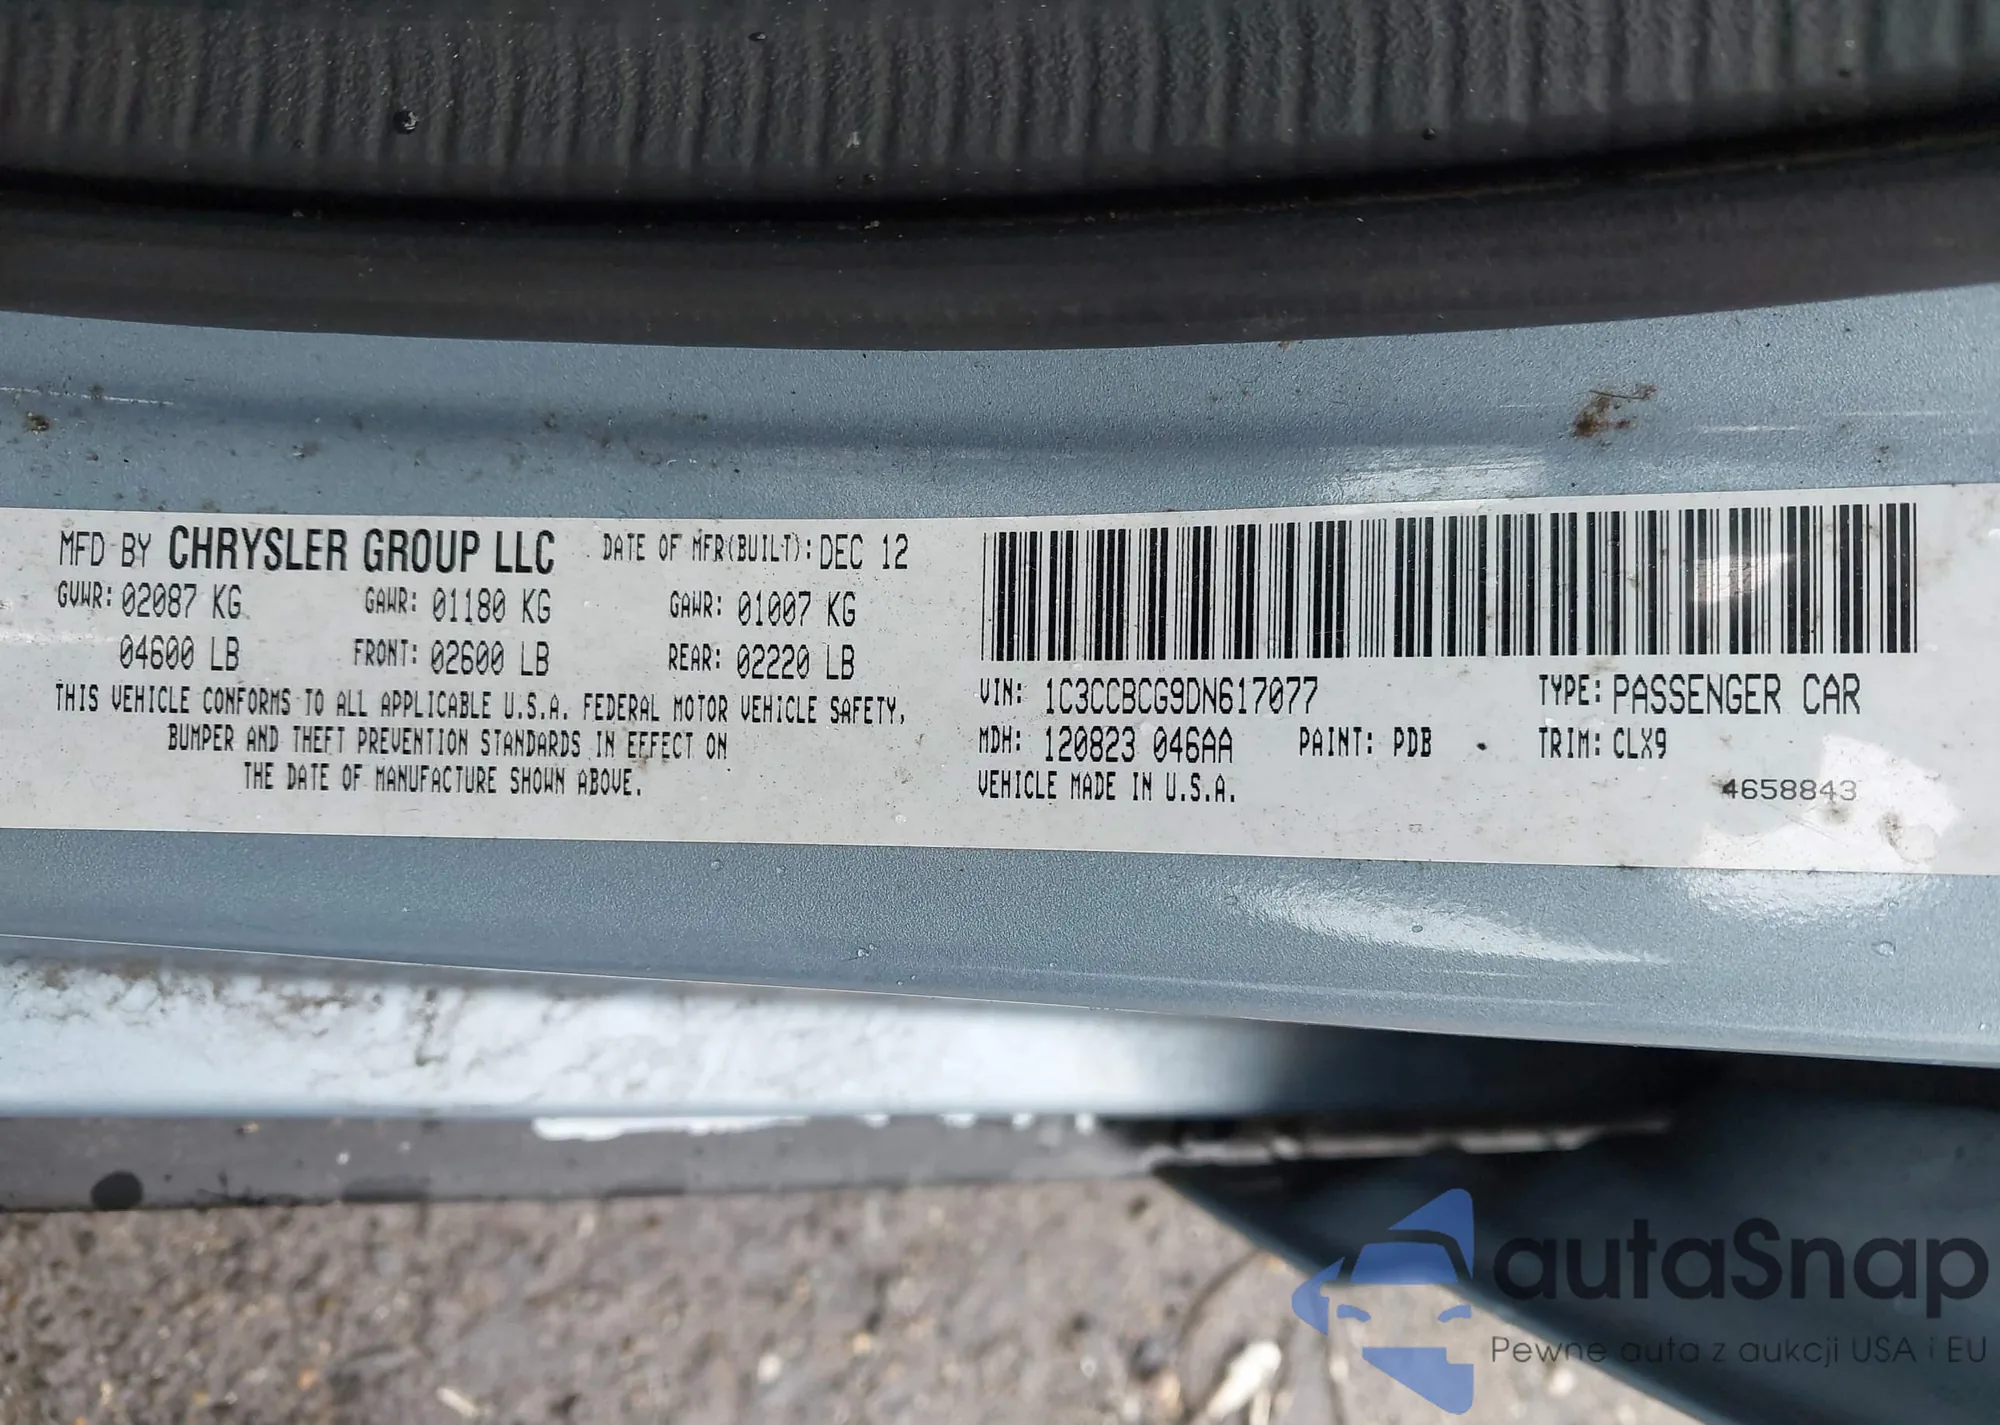 MFD BY CHRYSLER GROUP LLC DATE OF MFR(BUILT): DEC 12
GVWR: 02087 KG GAWR: 01180 KG GAWR: 01007 KG
04600 LB FRONT: 02600 LB REAR: 02220 LB
THIS VEHICLE CONFORMS TO ALL APPLICABLE U.S.A. FEDERAL MOTOR VEHICLE SAFETY,
BUMPER AND THEFT PREVENTION STANDARDS IN EFFECT ON
THE DATE OF MANUFACTURE SHOWN ABOVE.
VIN: 1C3CCBCG9DN617077 TYPE: PASSENGER CAR
MDH: 120823 046AA PAINT: PDB • TRIM: CLX9
VEHICLE MADE IN U.S.A.
4658843
autaSnap
Pewne auta z aukcji USA i EU